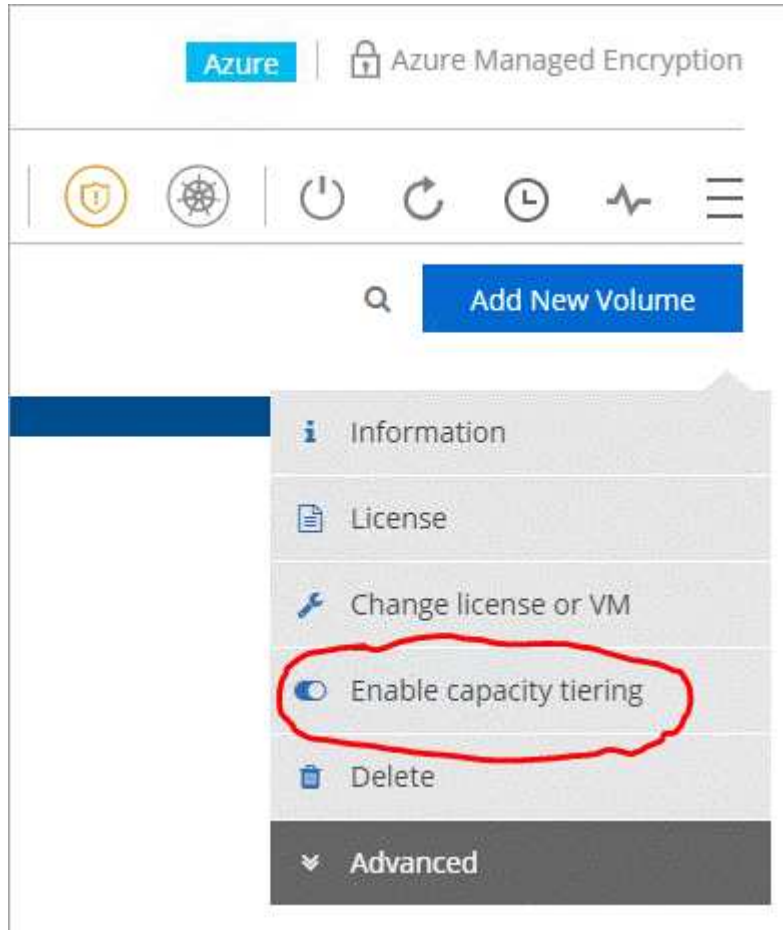 Azure Azure Managed Encryption
Add New Volume
Information
License
Change license or VM
Enable capacity tiering
Delete
Advanced